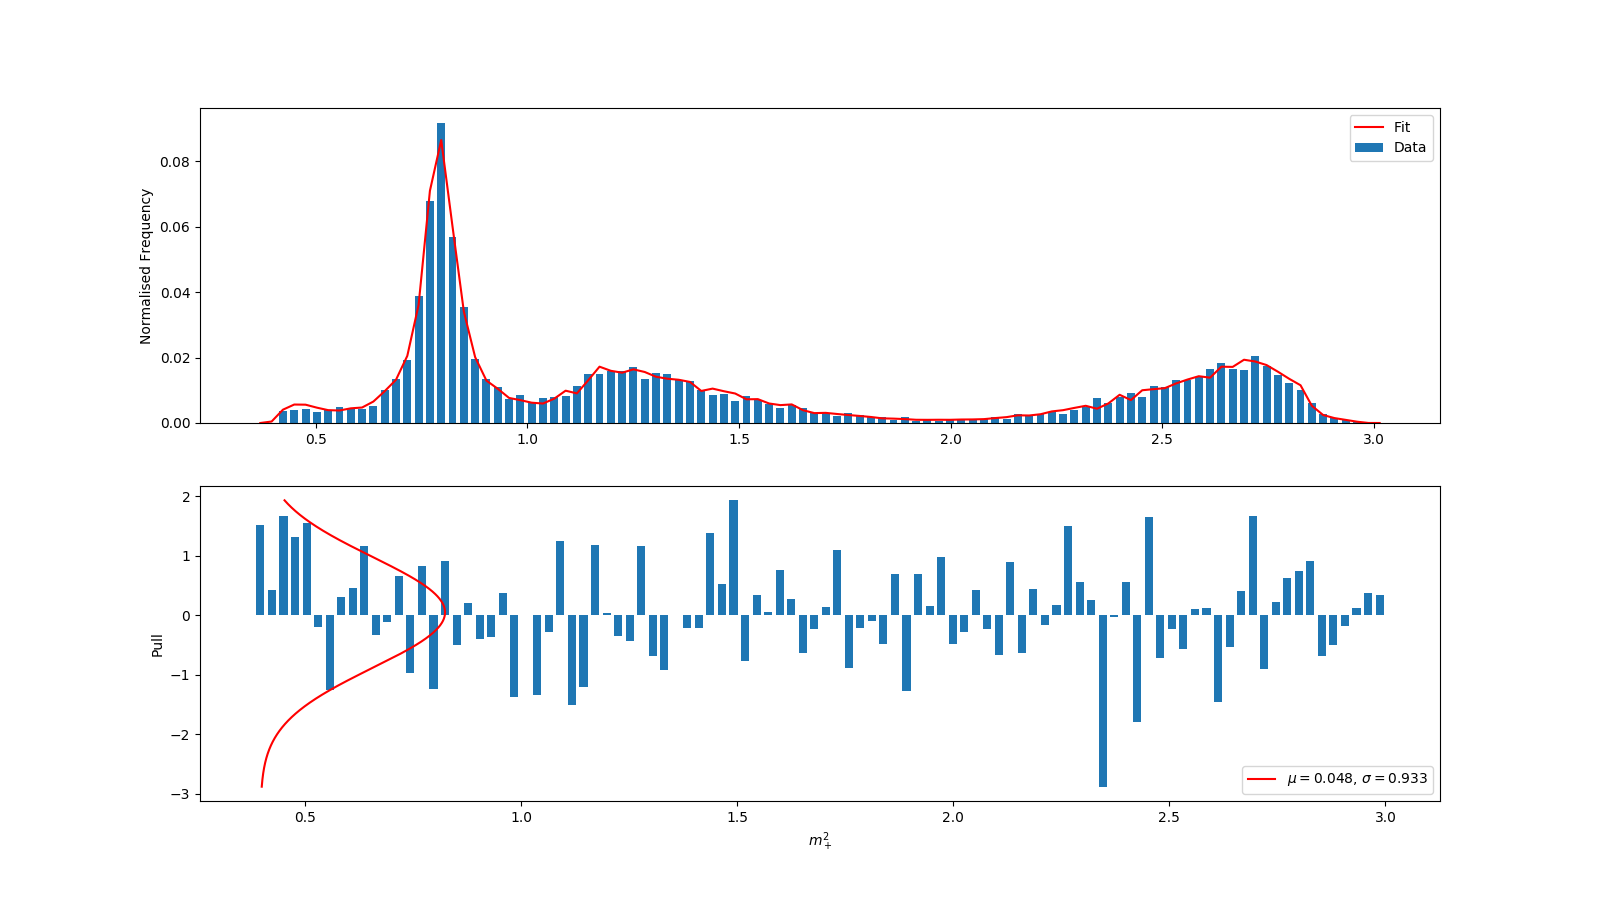 Fit
Data
Normalised Frequency
0.08
0.06
0.04
0.02
0.00
0.5 1.0 1.5 2.0 2.5 3.0
Pull
2
1
0
−1
−2
−3
μ = 0.048, σ = 0.933
0.5 1.0 1.5 2.0 2.5 3.0
m²₊